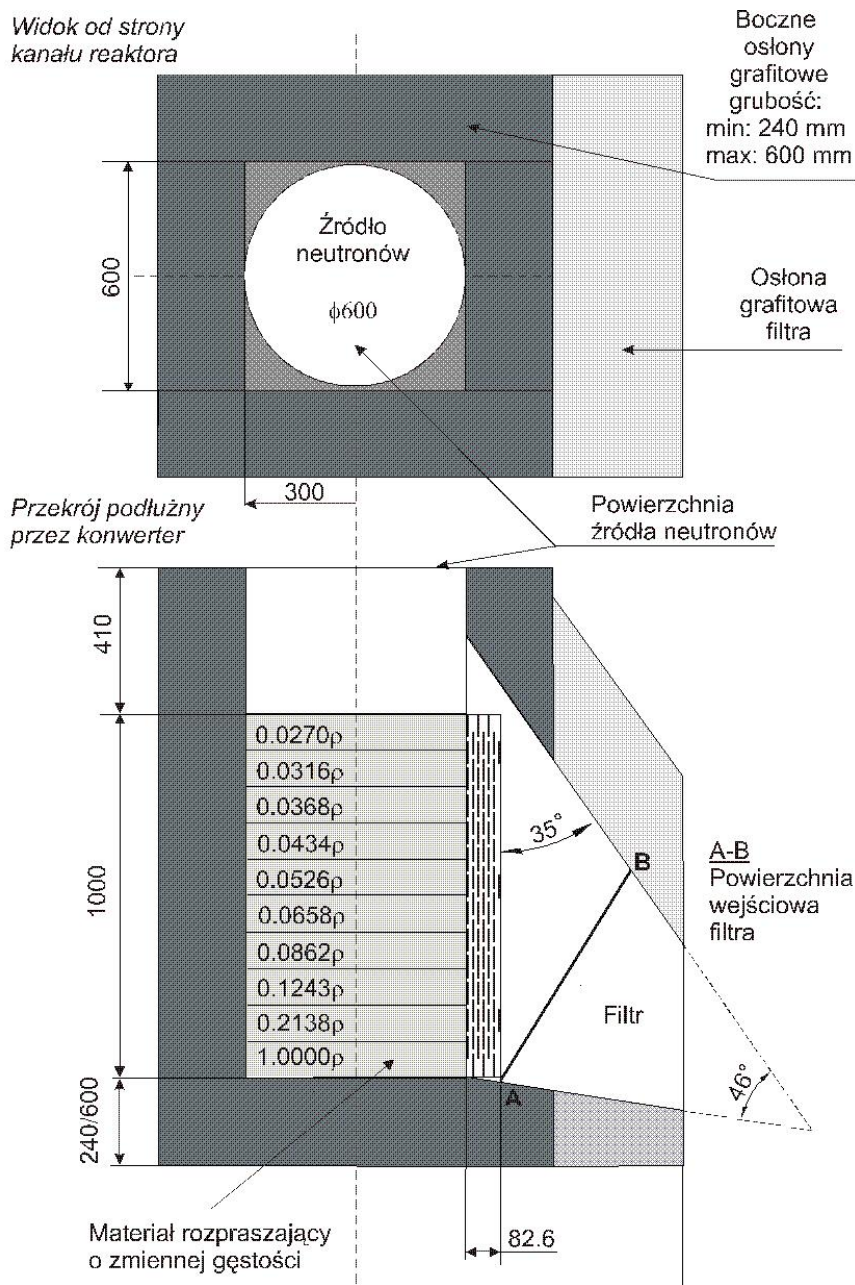 Widok od strony
kanału reaktora
Boczne
osłony
grafitowe
grubość:
min: 240 mm
max: 600 mm
600
Źródło
neutronów
ϕ600
Osłona
grafitowa
filtra
300
Przekrój podłużny
przez konwerter
Powierzchnia
źródła neutronów
410
1000
0.0270ρ
0.0316ρ
0.0368ρ
0.0434ρ
0.0526ρ
0.0658ρ
0.0862ρ
0.1243ρ
0.2138ρ
1.0000ρ
35°
B
A-B
Powierzchnia
wejściowa
filtra
Filtr
46°
A
240/600
82.6
Materiał rozpraszający
o zmiennej gęstości